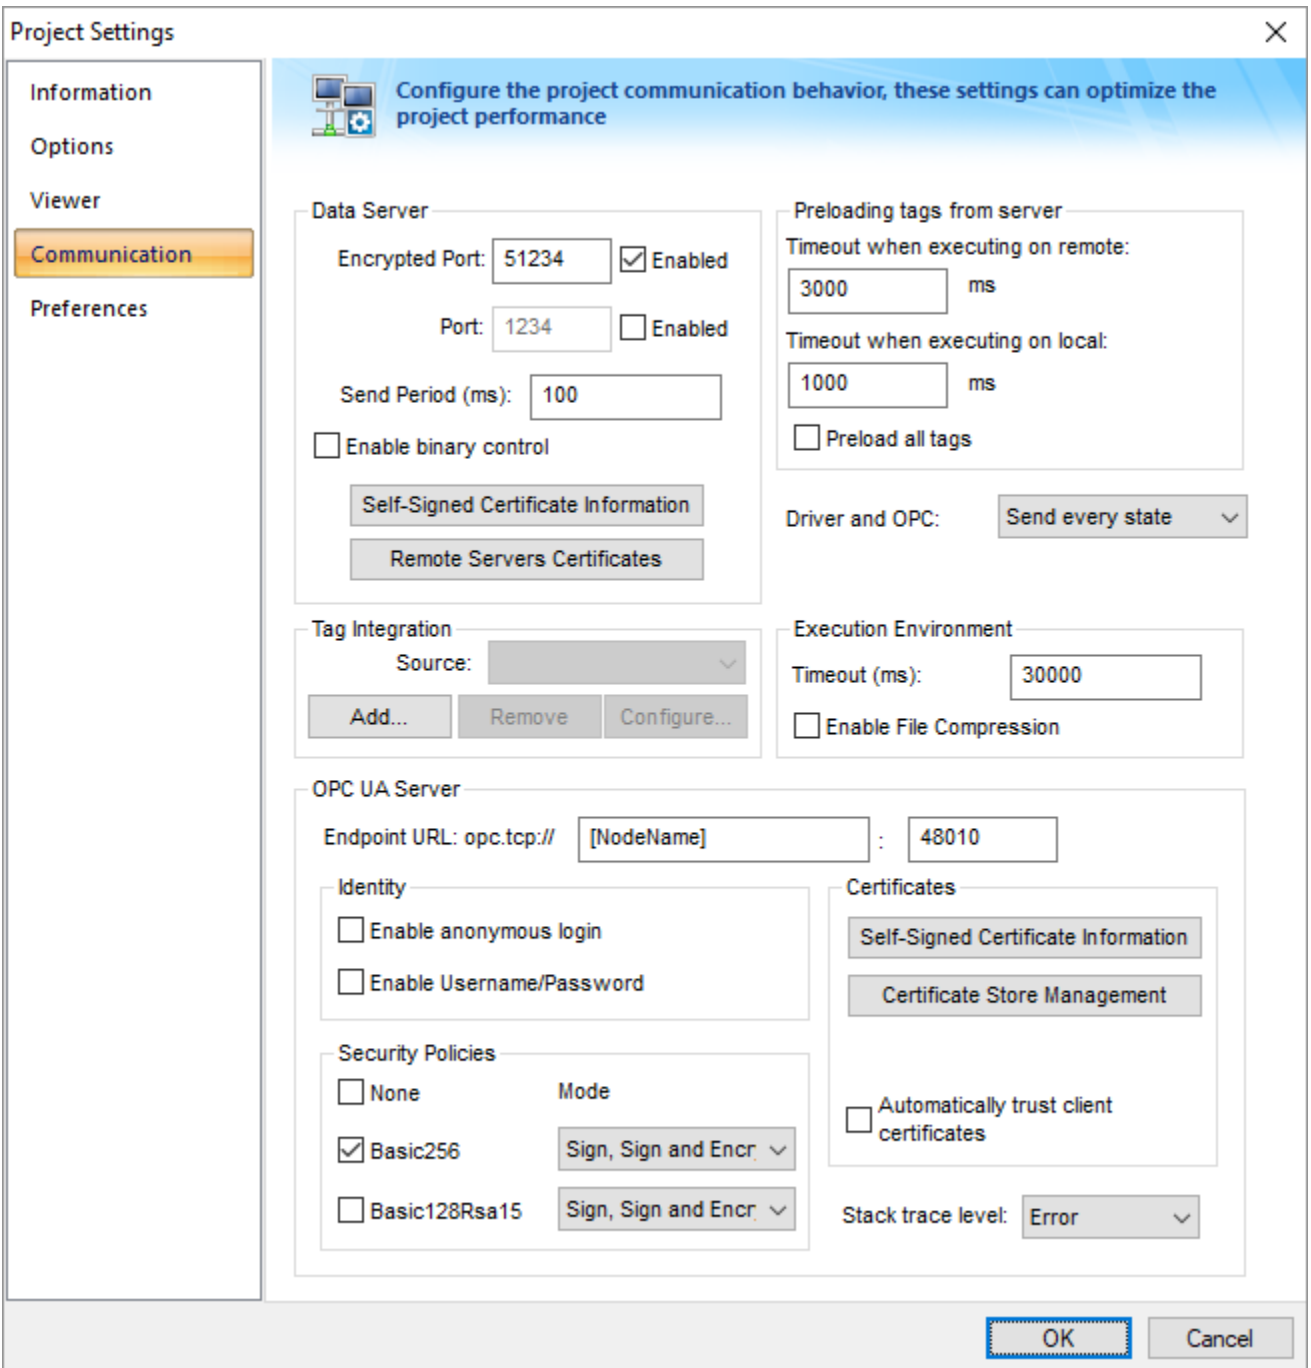 Project Settings
Information
Options
Viewer
Communication
Preferences
Configure the project communication behavior, these settings can optimize the
project performance
Data Server
Encrypted Port: 51234 Enabled
Port: 1234 Enabled
Send Period (ms): 100
Enable binary control
Self-Signed Certificate Information
Remote Servers Certificates
Preloading tags from server
Timeout when executing on remote:
3000 ms
Timeout when executing on local:
1000 ms
Preload all tags
Driver and OPC: Send every state
Tag Integration
Source:
Add... Remove Configure...
Execution Environment
Timeout (ms): 30000
Enable File Compression
OPC UA Server
Endpoint URL: opc.tcp:// [NodeName] : 48010
Identity
Enable anonymous login
Enable Username/Password
Certificates
Self-Signed Certificate Information
Certificate Store Management
Automatically trust client
certificates
Security Policies
None Mode
Basic256 Sign, Sign and Encr
Basic128Rsa15 Sign, Sign and Encr
Stack trace level: Error
OK Cancel